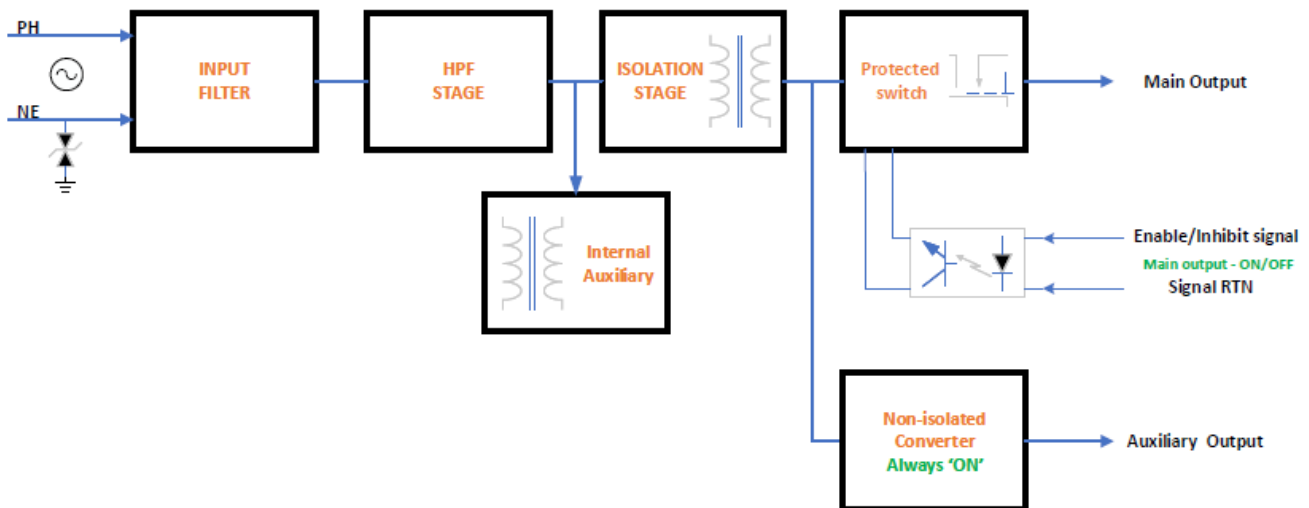 PH
NE
INPUT
FILTER
HPF
STAGE
ISOLATION
STAGE
Protected
switch
Main Output
Internal
Auxiliary
Enable/Inhibit signal
Main output - ON/OFF
Signal RTN
Non-isolated
Converter
Always 'ON'
Auxiliary Output